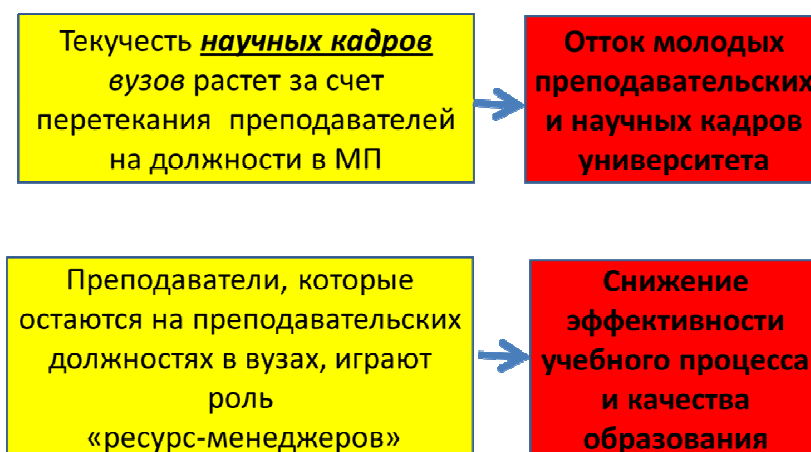 Текучесть научных кадров
вузов растет за счет
перетекания преподавателей
на должности в МП
Отток молодых
преподавательских
и научных кадров
университета
Преподаватели, которые
остаются на преподавательских
должностях в вузах, играют
роль
«ресурс-менеджеров»
Снижение
эффективности
учебного процесса
и качества
образования